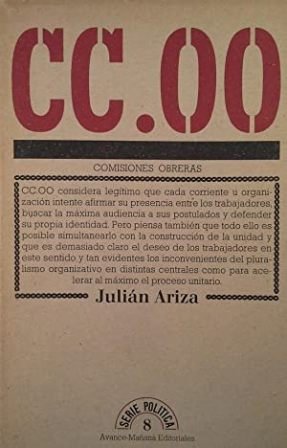 CC.OO
COMISIONES OBRERAS
CC.OO considera legítimo que cada corriente u organi-
zación intente afirmar su presencia entre los trabajadores,
buscar la máxima audiencia a sus postulados y defender
su propia identidad. Pero piensa también que todo ello es
posible simultanearlo con la construcción de la unidad y
que es demasiado claro el deseo de los trabajadores en
este sentido y tan evidentes los inconvenientes del plura-
lismo organizativo en distintas centrales como para ace-
lerar al máximo el proceso unitario.
Julián Ariza
SERIE POLITICA
8
Avance-Mañana Editoriales